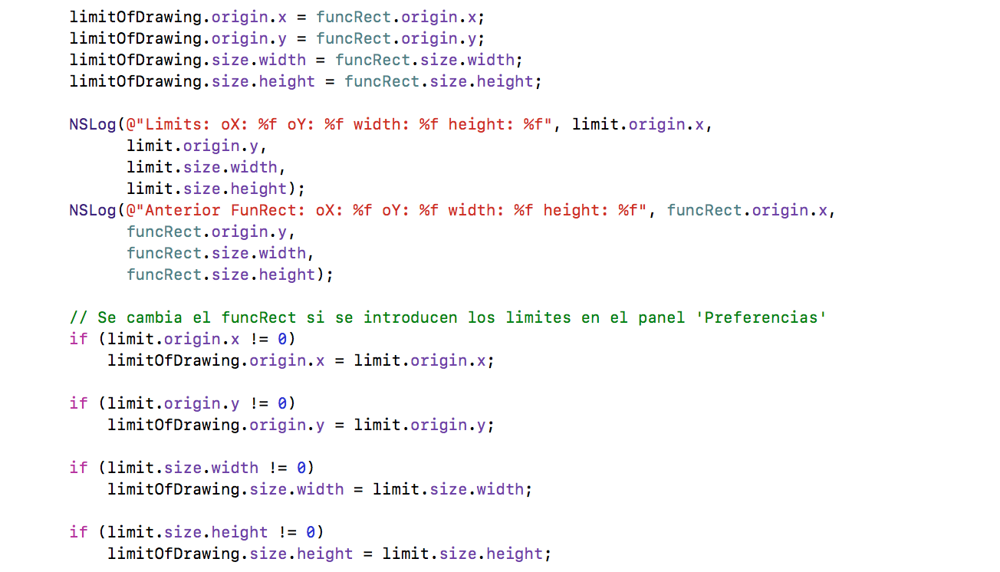 limitOfDrawing.origin.x = funcRect.origin.x;
limitOfDrawing.origin.y = funcRect.origin.y;
limitOfDrawing.size.width = funcRect.size.width;
limitOfDrawing.size.height = funcRect.size.height;
NSLog(@"Limits: oX: %f oY: %f width: %f height: %f", limit.origin.x,
limit.origin.y,
limit.size.width,
limit.size.height);
NSLog(@"Anterior FunRect: oX: %f oY: %f width: %f height: %f", funcRect.origin.x,
funcRect.origin.y,
funcRect.size.width,
funcRect.size.height);
// Se cambia el funcRect si se introducen los limites en el panel 'Preferencias'
if (limit.origin.x != 0)
limitOfDrawing.origin.x = limit.origin.x;
if (limit.origin.y != 0)
limitOfDrawing.origin.y = limit.origin.y;
if (limit.size.width != 0)
limitOfDrawing.size.width = limit.size.width;
if (limit.size.height != 0)
limitOfDrawing.size.height = limit.size.height;